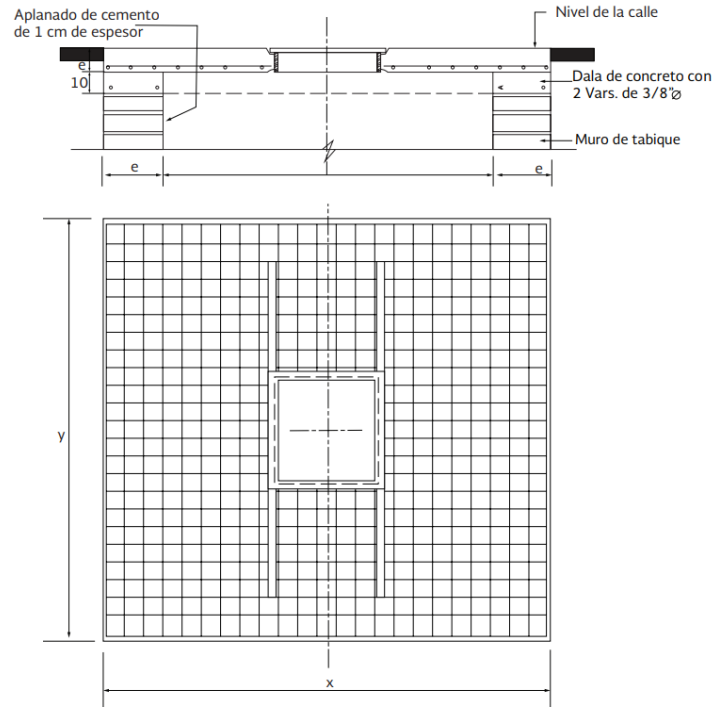 Aplanado de cemento
de 1 cm de espesor
Nivel de la calle
e
10
Dala de concreto con
2 Vars. de 3/8"⌀
A
Muro de tabique
e
e
y
x